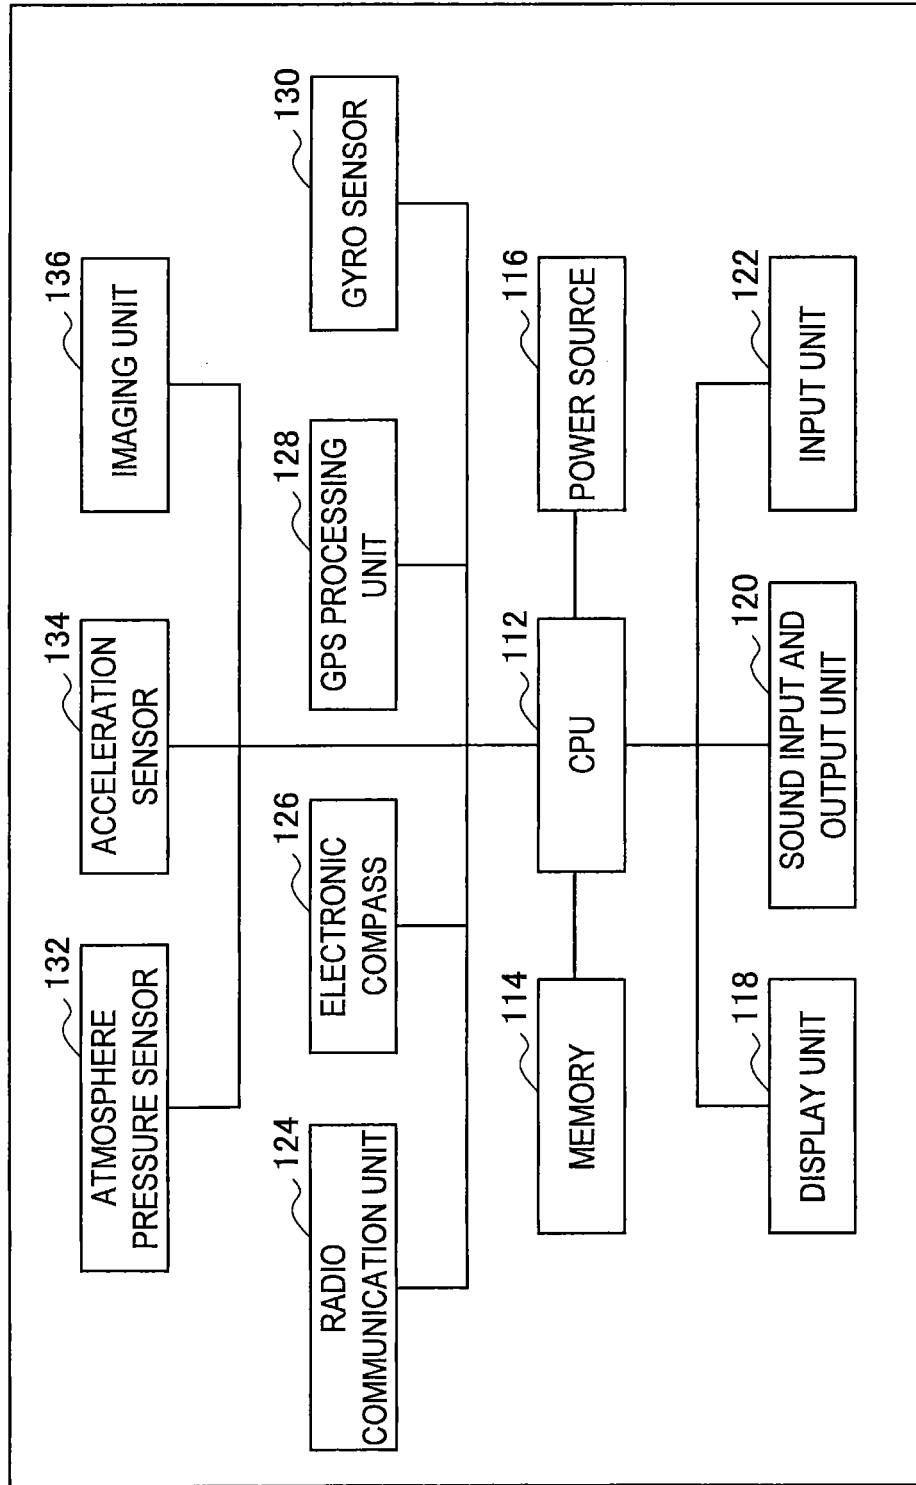 132
ATMOSPHERE
PRESSURE SENSOR
134
ACCELERATION
SENSOR
136
IMAGING UNIT
124
RADIO
COMMUNICATION UNIT
126
ELECTRONIC
COMPASS
128
GPS PROCESSING
UNIT
130
GYRO SENSOR
114
MEMORY
112
CPU
116
POWER SOURCE
118
DISPLAY UNIT
120
SOUND INPUT AND
OUTPUT UNIT
122
INPUT UNIT